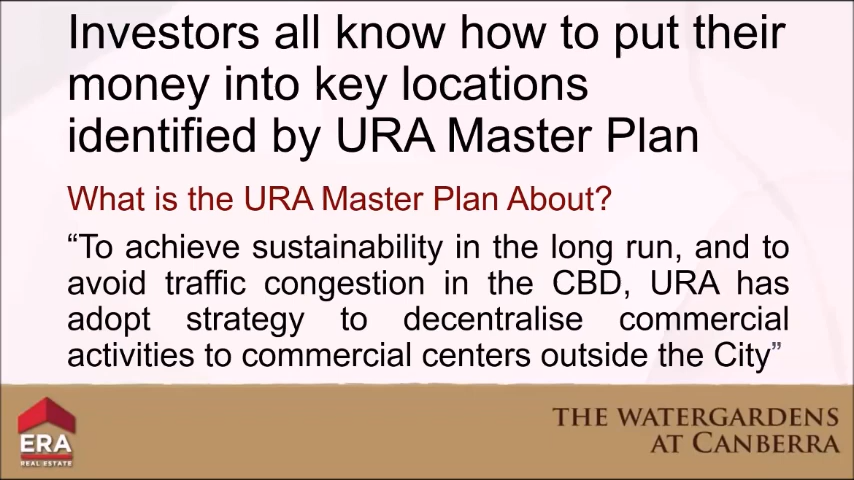 Investors all know how to put their
money into key locations
identified by URA Master Plan
What is the URA Master Plan About?
“To achieve sustainability in the long run, and to
avoid traffic congestion in the CBD, URA has
adopt strategy to decentralise commercial
activities to commercial centers outside the City”
ERA
REAL ESTATE
THE WATERGARDENS
AT CANBERRA